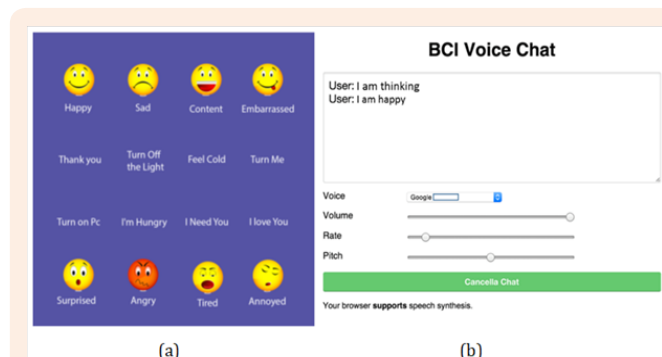 Happy
Sad
Content
Embarrassed
Thank you
Turn Off
the Light
Feel Cold
Turn Me
Turn on Pc
I'm Hungry
I Need You
I love You
Surprised
Angry
Tired
Annoyed
(a)
BCI Voice Chat
User: I am thinking
User: I am happy
Voice
Google
Volume
Rate
Pitch
Cancella Chat
Your browser supports speech synthesis.
(b)